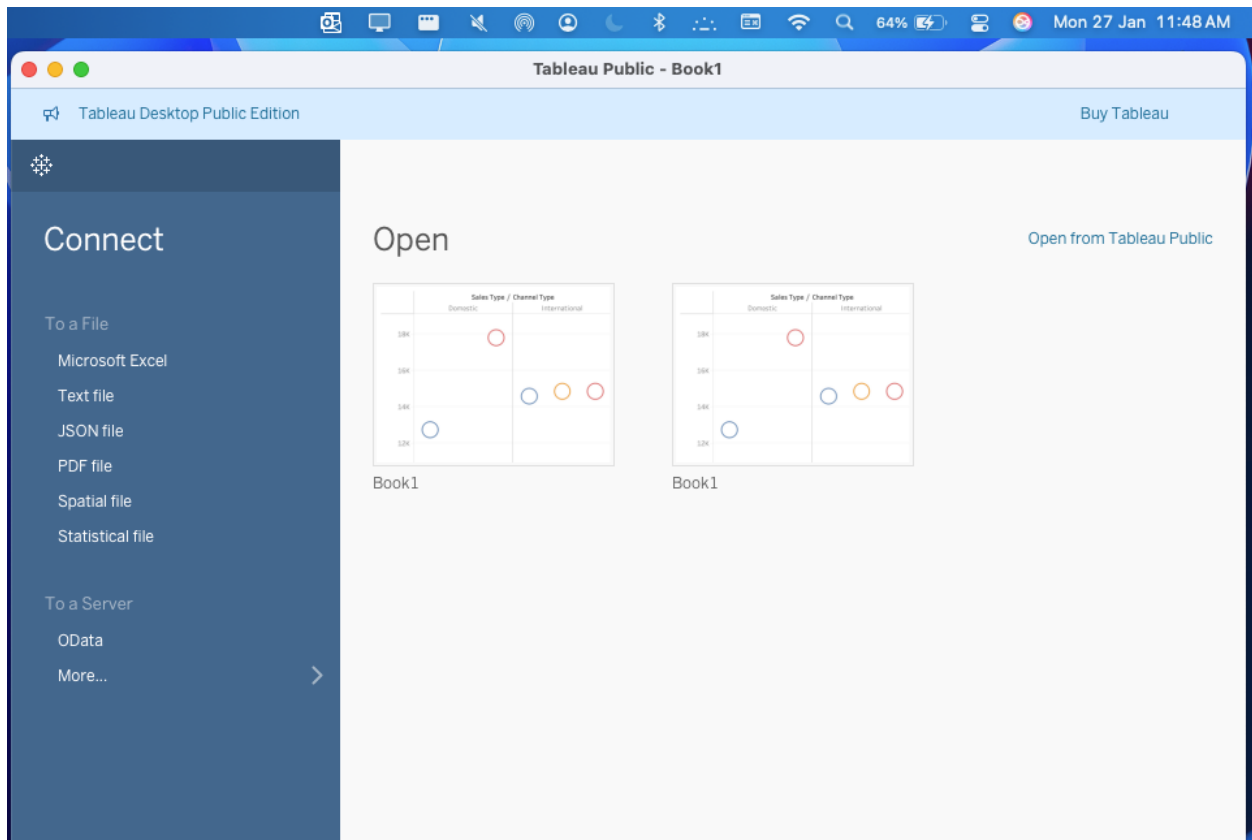 64% Mon 27 Jan 11:48 AM
Tableau Public - Book1
Tableau Desktop Public Edition Buy Tableau
Connect
To a File
Microsoft Excel
Text file
JSON file
PDF file
Spatial file
Statistical file
To a Server
OData
More...
Open Open from Tableau Public
Sales Type / Channel Type
Domestic International
18K
16K
14K
12K
Book1
Sales Type / Channel Type
Domestic International
18K
16K
14K
12K
Book1